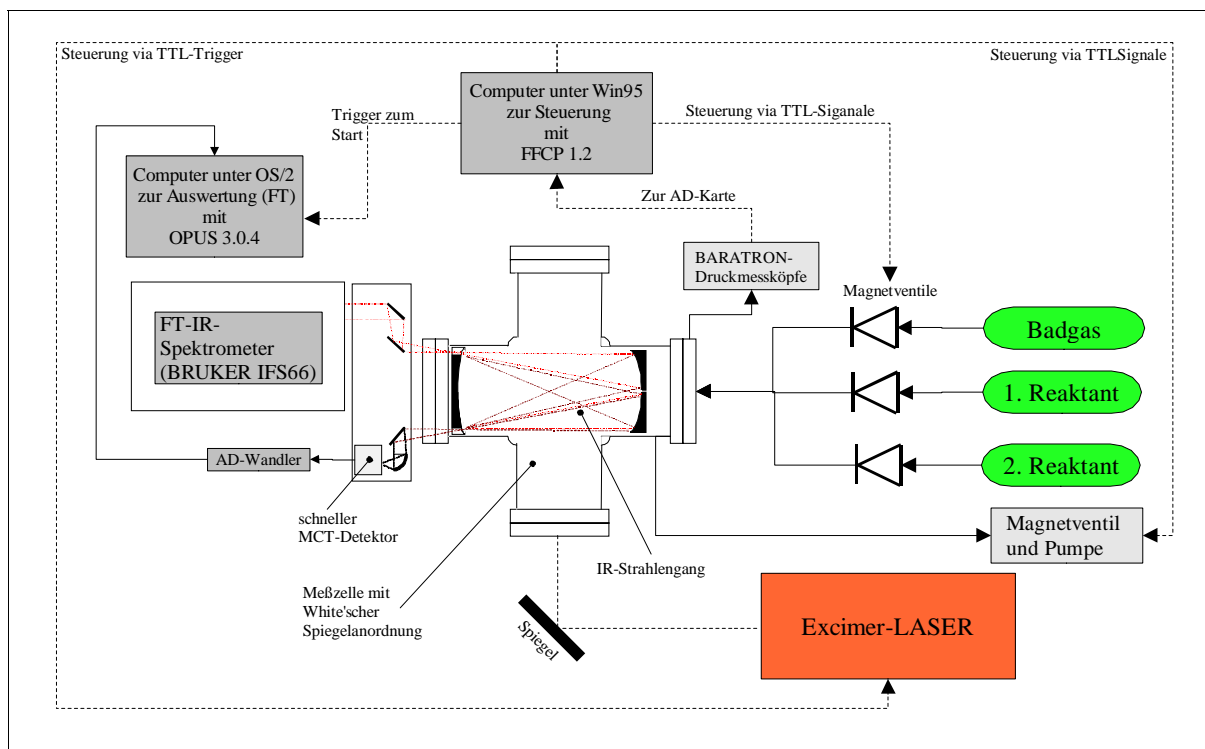 Steuerung via TTL-Trigger
Steuerung via TTLSignale
Computer unter Win95
zur Steuerung
mit
FFCP 1.2
Trigger zum
Start
Steuerung via TTL-Siganale
Computer unter OS/2
zur Auswertung (FT)
mit
OPUS 3.0.4
Zur AD-Karte
BARATRON-
Druckmessköpfe
Magnetventile
FT-IR-
Spektrometer
(BRUKER IFS66)
Badgas
1. Reaktant
2. Reaktant
AD-Wandler
schneller
MCT-Detektor
IR-Strahlengang
Magnetventil
und Pumpe
Meßzelle mit
White'scher
Spiegelanordnung
Spiegel
Excimer-LASER